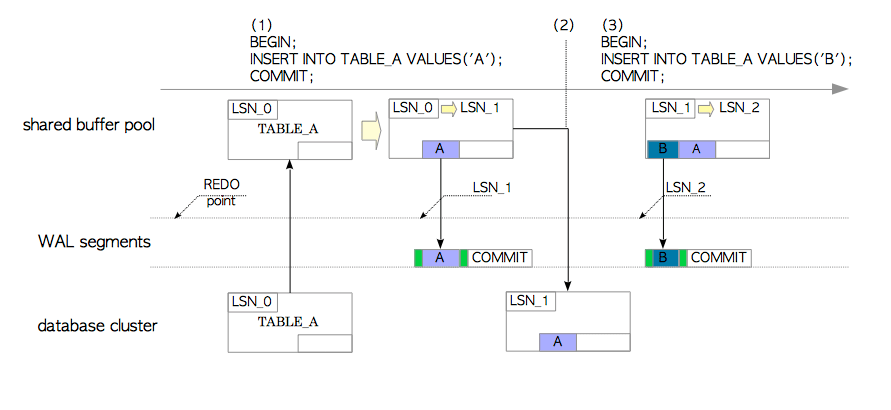 (1)
BEGIN;
INSERT INTO TABLE_A VALUES('A');
COMMIT;
(2)
(3)
BEGIN;
INSERT INTO TABLE_A VALUES('B');
COMMIT;
shared buffer pool
LSN_0
TABLE_A
LSN_0 LSN_1
A
LSN_1 LSN_2
B A
REDO
point
LSN_1
LSN_2
WAL segments
A COMMIT
B COMMIT
database cluster
LSN_0
TABLE_A
LSN_1
A